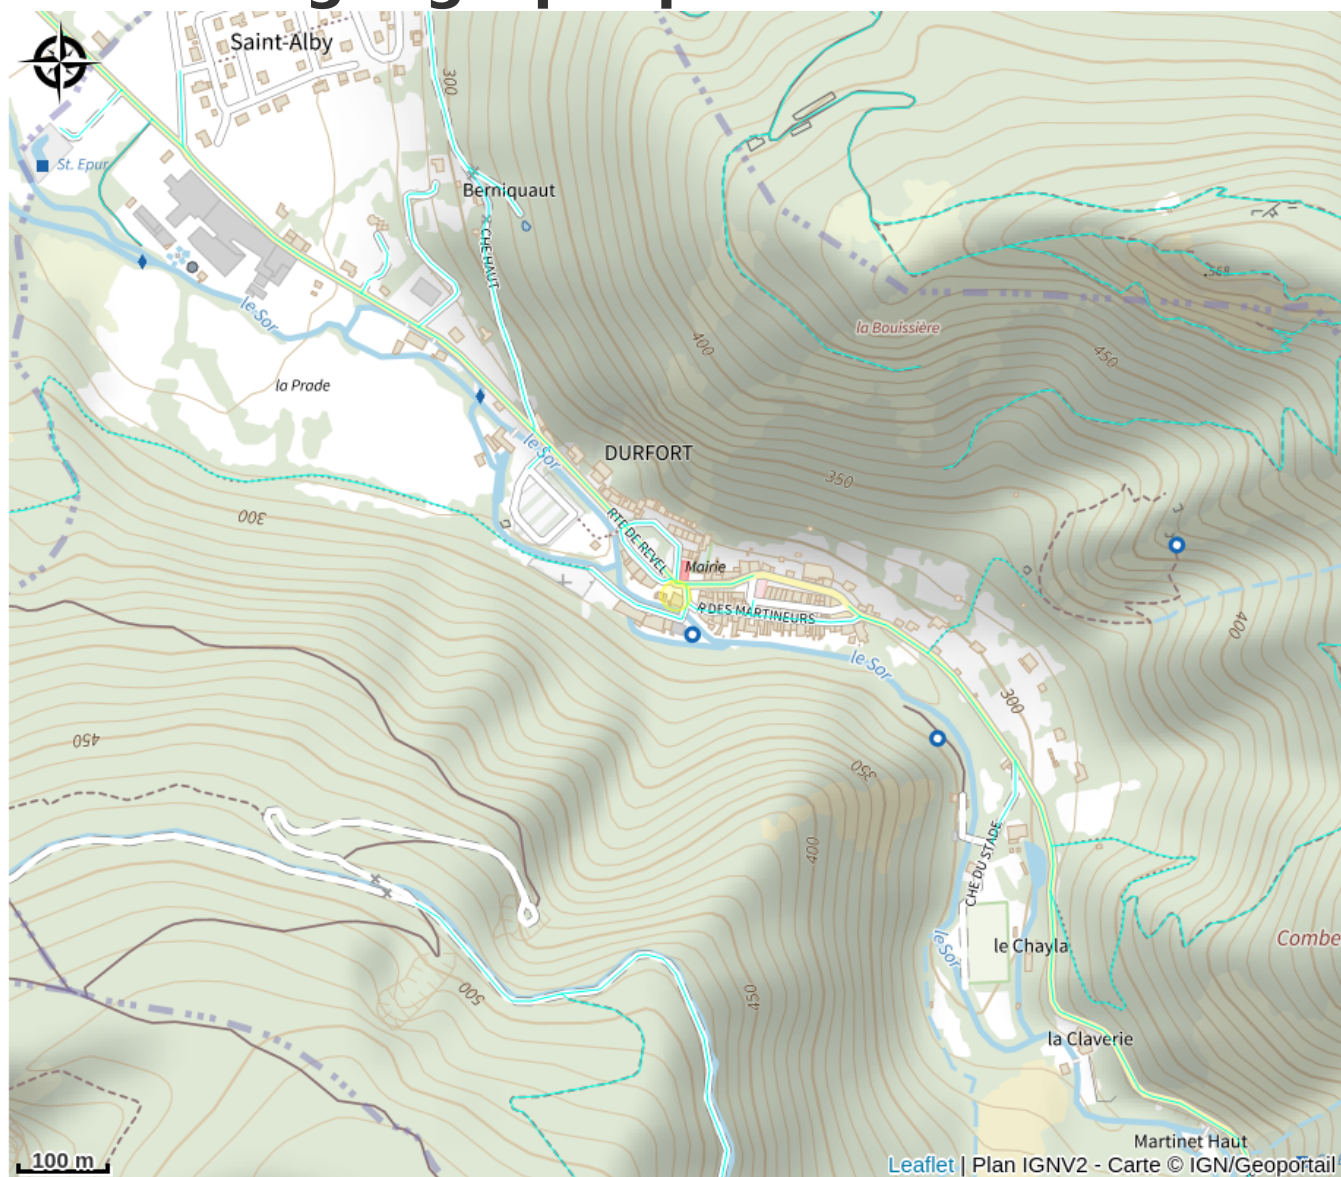 Saint-Alby
300
St. Epur
Berniquaut
CHE HAUT
568
le Sor
la Bouissière
400
450
la Prade
le Sor
DURFORT
350
300
RTE DE REVEL
Mairie
R DES MARTINEURS
400
le Sor
300
450
350
400
CHE DU STADE
le Sor
le Chayla
Combe
500
450
la Claverie
Martinet Haut
100 m
Leaflet | Plan IGNV2 - Carte © IGN/Geoportail